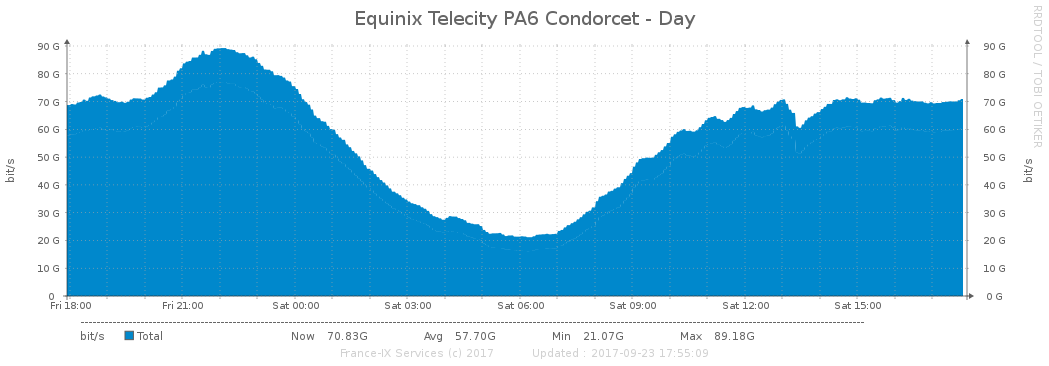 Equinix Telecity PA6 Condorcet - Day
RRDTOOL / TOBI OETIKER
bit/s
90 G
80 G
70 G
60 G
50 G
40 G
30 G
20 G
10 G
0
90 G
80 G
70 G
60 G
50 G
40 G
30 G
20 G
10 G
0 G
bit/s
Fri 18:00 Fri 21:00 Sat 00:00 Sat 03:00 Sat 06:00 Sat 09:00 Sat 12:00 Sat 15:00
bit/s Total Now 70.83G Avg 57.70G Min 21.07G Max 89.18G
France-IX Services (c) 2017 Updated : 2017-09-23 17:55:09